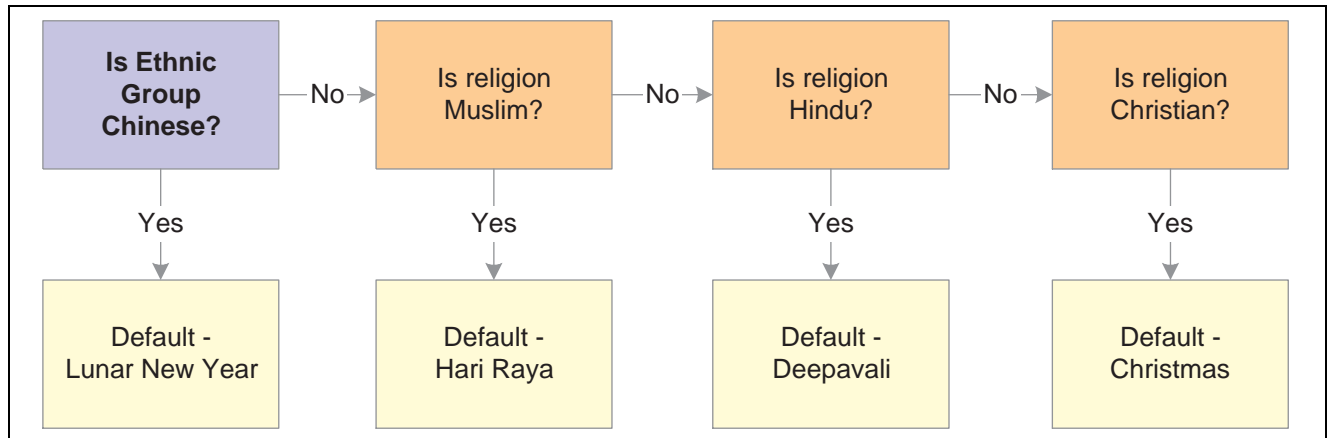 Is Ethnic
Group
Chinese?
No
Is religion
Muslim?
No
Is religion
Hindu?
No
Is religion
Christian?
Yes
Yes
Yes
Yes
Default -
Lunar New Year
Default -
Hari Raya
Default -
Deepavali
Default -
Christmas